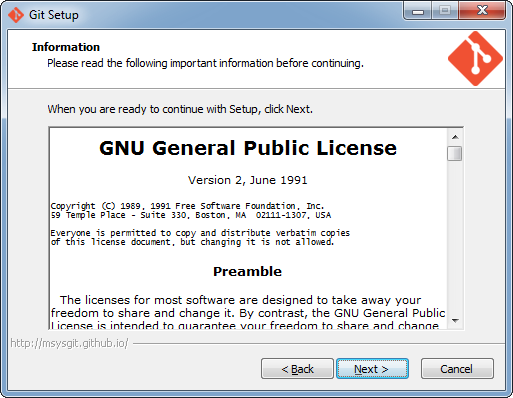 Git Setup
Information
Please read the following important information before continuing.
When you are ready to continue with Setup, click Next.
GNU General Public License
Version 2, June 1991
Copyright (C) 1989, 1991 Free Software Foundation, Inc.
59 Temple Place - Suite 330, Boston, MA  02111-1307, USA
Everyone is permitted to copy and distribute verbatim copies
of this license document, but changing it is not allowed.
Preamble
The licenses for most software are designed to take away your
freedom to share and change it. By contrast, the GNU General Public
License is intended to guarantee your freedom to share and change
http://msysgit.github.io/
< Back
Next >
Cancel